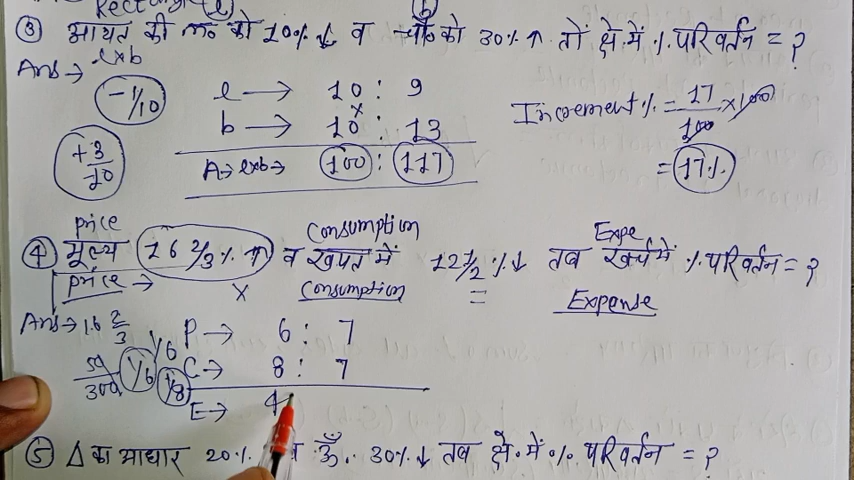 Rectangle (l) (b)
③ आयत की ल० को 10%↓ व चौ० को 30%↑ तो क्षे. में % परिवर्तन = ?
Ans → l×b
-1/10 l → 10 : 9
b → 10 : 13
+3/10
A → l×b → 100 : 117
Increment % = 17/100 × 100
= 17%
price Consumption Expe
④ मूल्य 16 2/3% ↑ व खपत में 12 1/2 %↓ तब खर्च में % परिवर्तन = ?
price → × Consumption = Expense
Ans → 16 2/3 1/6 P → 6 : 7
50/300 1/6 1/8 C → 8 : 7
E → 4
⑤ Δ का आधार 20% ऊँ. 30%↓ तब क्षे. में % परिवर्तन = ?